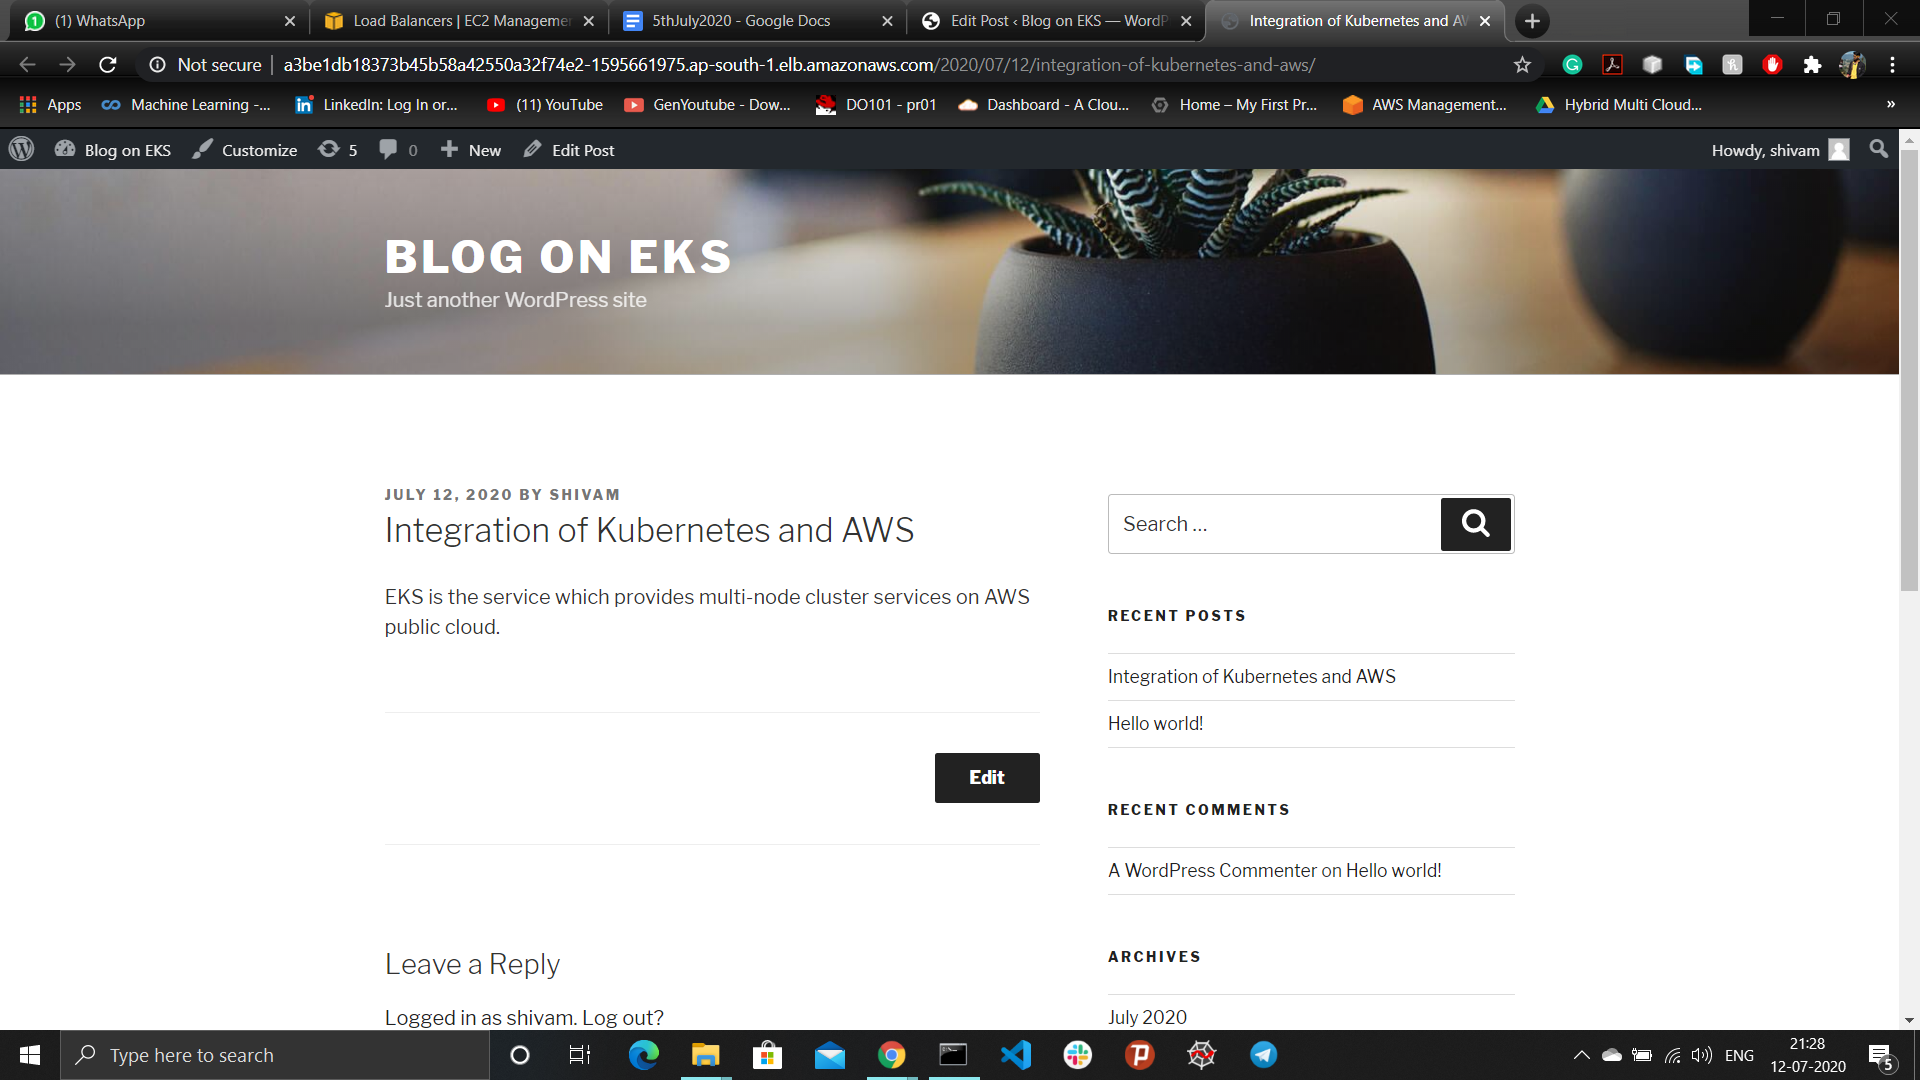 (1) WhatsApp
Load Balancers | EC2 Managemen
5thJuly2020 - Google Docs
Edit Post ‹ Blog on EKS — WordP
Integration of Kubernetes and AW
Not secure
a3be1db18373b45b58a42550a32f74e2-1595661975.ap-south-1.elb.amazonaws.com/2020/07/12/integration-of-kubernetes-and-aws/
Apps
Machine Learning -...
LinkedIn: Log In or...
(11) YouTube
GenYoutube - Dow...
DO101 - pr01
Dashboard - A Clou...
Home – My First Pr...
AWS Management...
Hybrid Multi Cloud...
»
Blog on EKS
Customize
5
0
New
Edit Post
Howdy, shivam
BLOG ON EKS
Just another WordPress site
JULY 12, 2020 BY SHIVAM
Integration of Kubernetes and AWS
EKS is the service which provides multi-node cluster services on AWS
public cloud.
Edit
Leave a Reply
Logged in as shivam. Log out?
Search …
RECENT POSTS
Integration of Kubernetes and AWS
Hello world!
RECENT COMMENTS
A WordPress Commenter on Hello world!
ARCHIVES
July 2020
Type here to search
ENG
21:28
12-07-2020
5